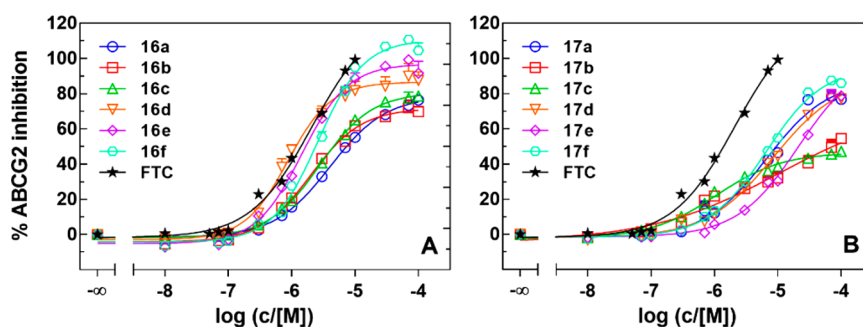 % ABCG2 inhibition
120
100
80
60
40
20
0
16a
16b
16c
16d
16e
16f
FTC
A
-∞
-8
-7
-6
-5
-4
log (c/[M])
120
100
80
60
40
20
0
17a
17b
17c
17d
17e
17f
FTC
B
-∞
-8
-7
-6
-5
-4
log (c/[M])